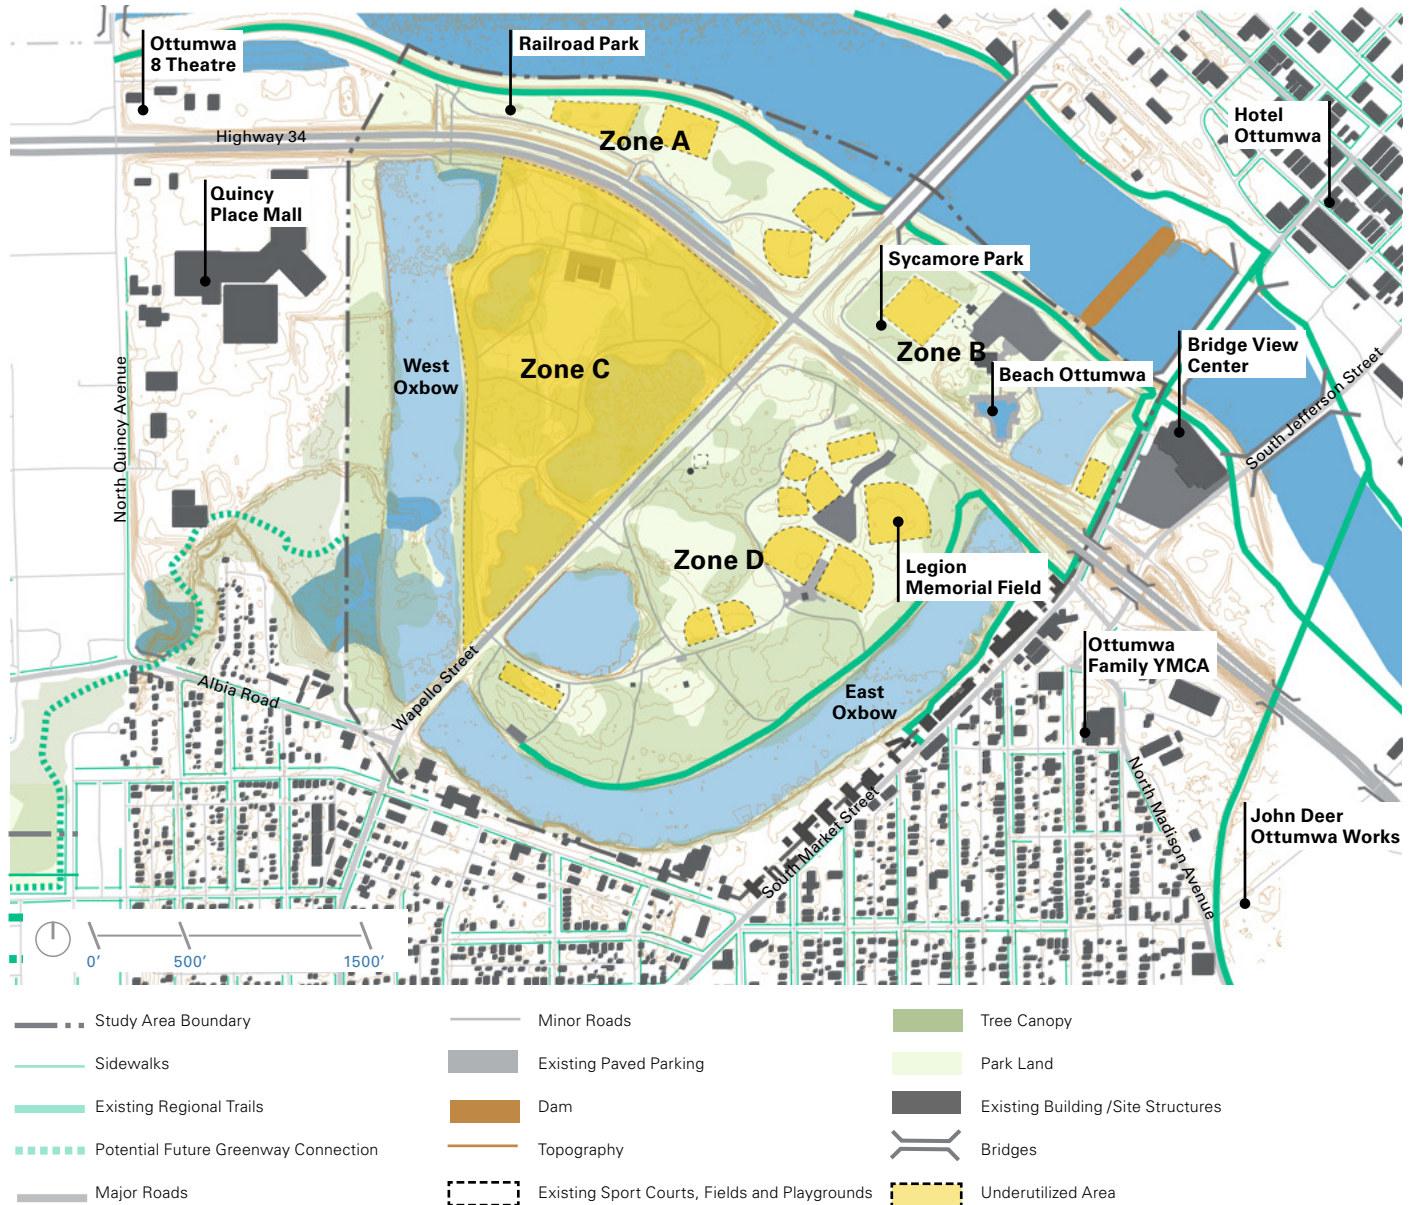 Ottumwa
8 Theatre
Railroad Park
Highway 34
Zone A
Hotel
Ottumwa
Quincy
Place Mall
Sycamore Park
Bridge View
Center
Zone B
Beach Ottumwa
West
Oxbow
Zone C
North Quincy Avenue
South Jefferson Street
Zone D
Legion
Memorial Field
Ottumwa
Family YMCA
Albia Road
Wapello Street
East
Oxbow
North Madison Avenue
South Market Street
John Deer
Ottumwa Works
0'
500'
1500'
Study Area Boundary
Minor Roads
Tree Canopy
Sidewalks
Existing Paved Parking
Park Land
Existing Regional Trails
Dam
Existing Building /Site Structures
Potential Future Greenway Connection
Topography
Bridges
Major Roads
Existing Sport Courts, Fields and Playgrounds
Underutilized Area